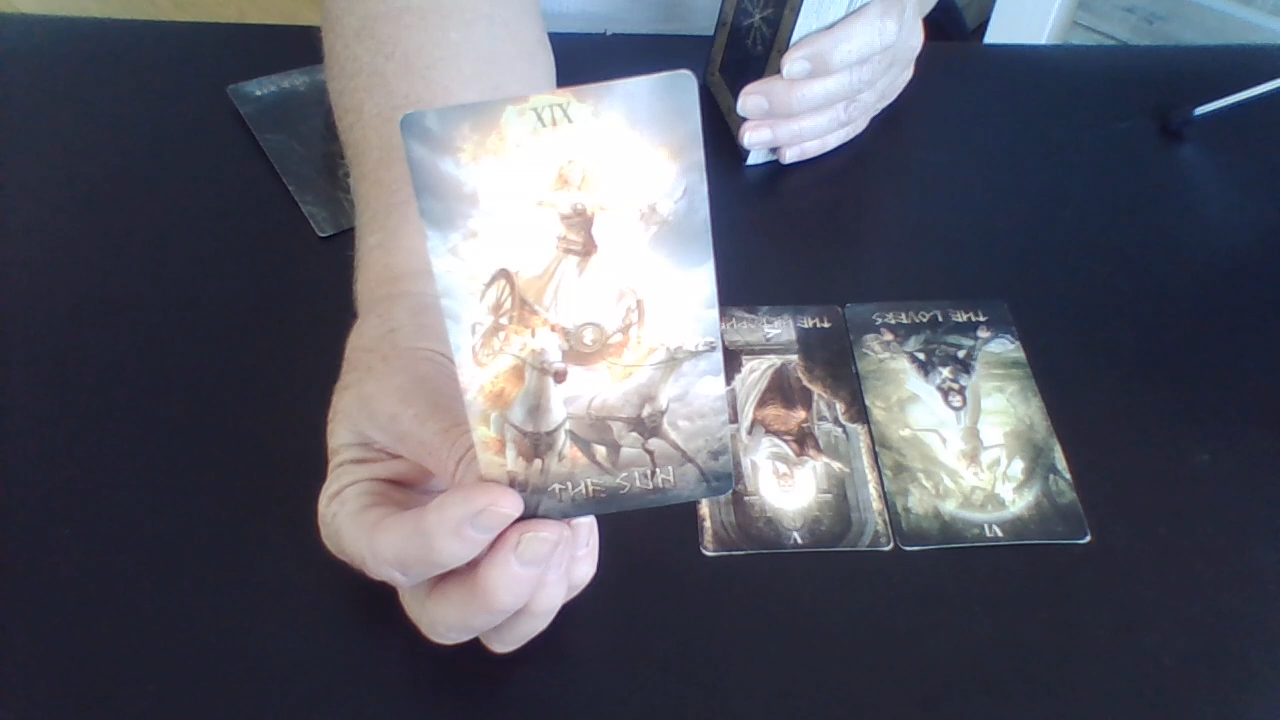 XIX
THE SUN
THE LOVERS
VI
V